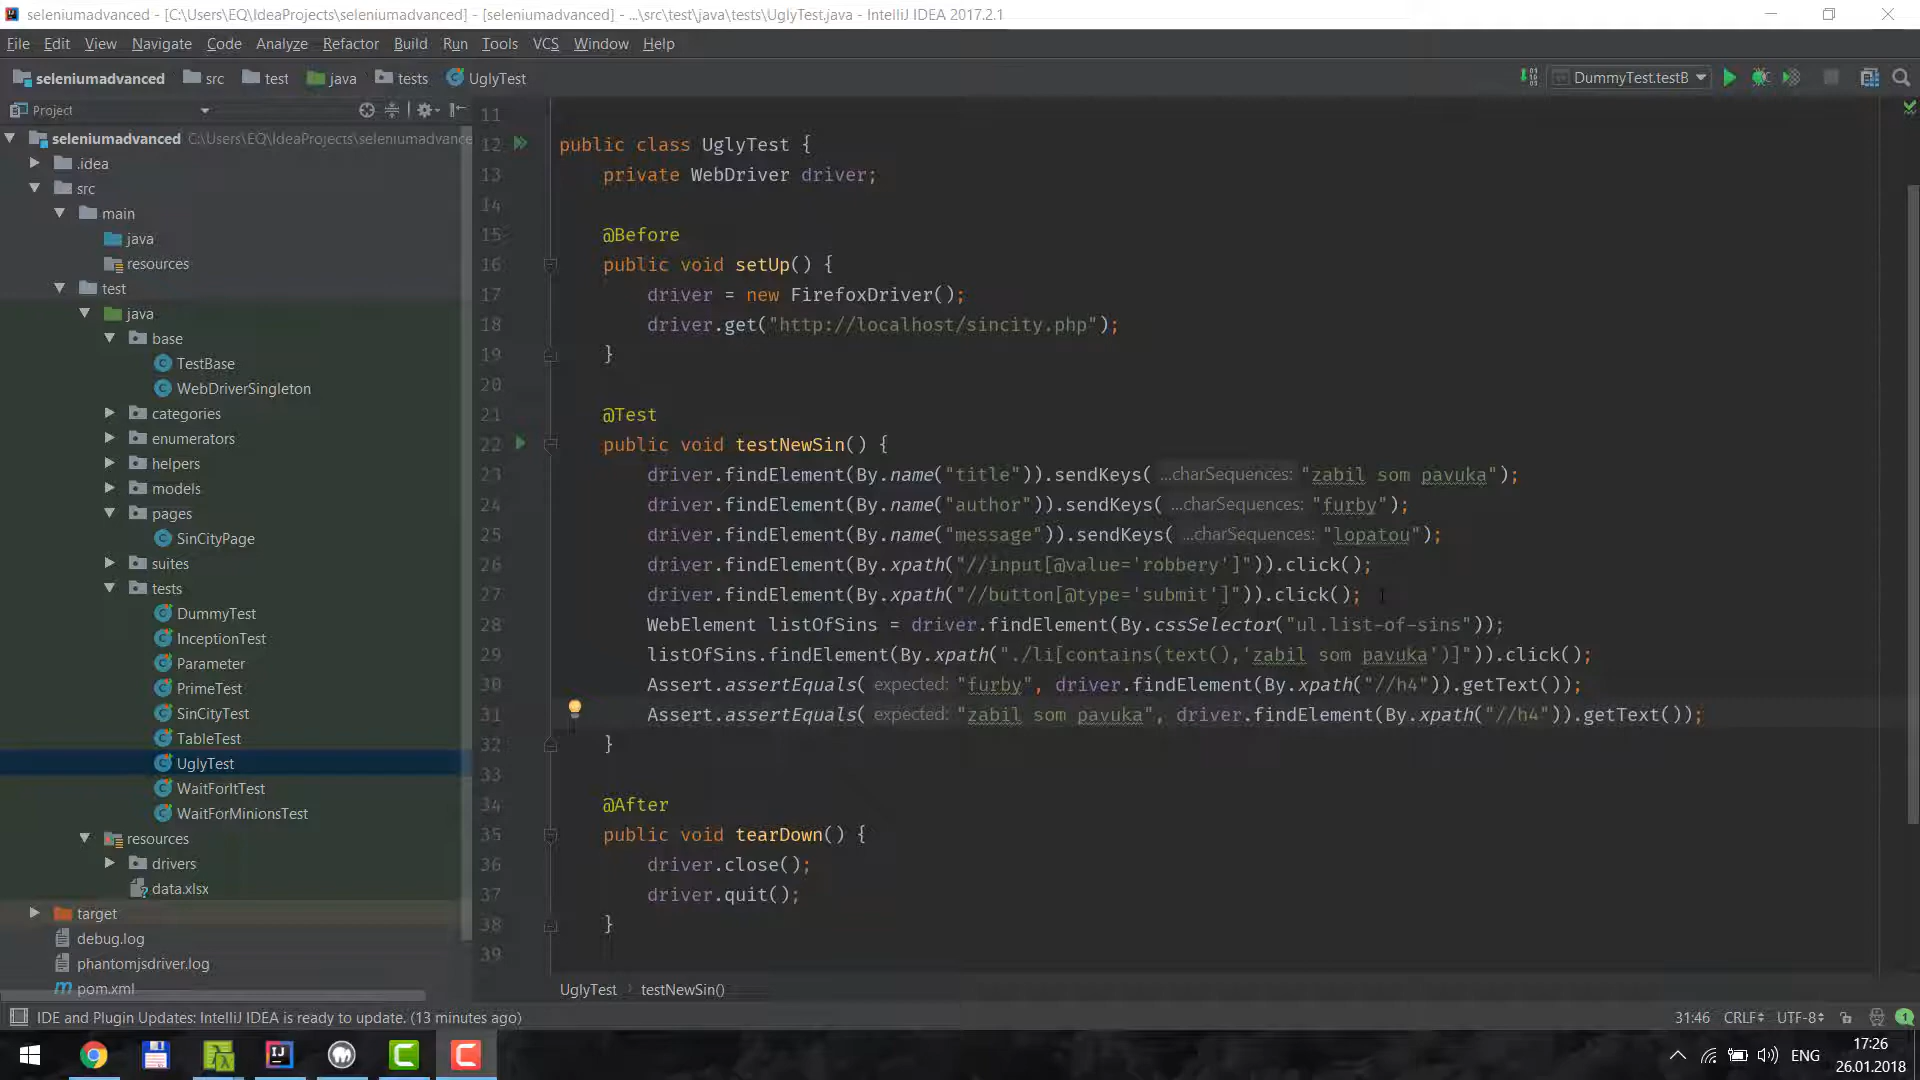 seleniumadvanced - [C:\Users\EQ\IdeaProjects\seleniumadvanced] - [seleniumadvanced] - ...\src\test\java\tests\UglyTest.java - IntelliJ IDEA 2017.2.1
File Edit View Navigate Code Analyze Refactor Build Run Tools VCS Window Help
seleniumadvanced src test java tests UglyTest DummyTest.testB
Project
seleniumadvanced C:\Users\EQ\IdeaProjects\seleniumadvance
.idea
src
main
java
resources
test
java
base
TestBase
WebDriverSingleton
categories
enumerators
helpers
models
pages
SinCityPage
suites
tests
DummyTest
InceptionTest
Parameter
PrimeTest
SinCityTest
TableTest
UglyTest
WaitForItTest
WaitForMinionsTest
resources
drivers
data.xlsx
target
debug.log
phantomjsdriver.log
pom.xml
11
12 public class UglyTest {
13 private WebDriver driver;
14
15 @Before
16 public void setUp() {
17 driver = new FirefoxDriver();
18 driver.get("http://localhost/sincity.php");
19 }
20
21 @Test
22 public void testNewSin() {
23 driver.findElement(By.name("title")).sendKeys( ...charSequences: "zabil som pavuka");
24 driver.findElement(By.name("author")).sendKeys( ...charSequences: "furby");
25 driver.findElement(By.name("message")).sendKeys( ...charSequences: "lopatou");
26 driver.findElement(By.xpath("//input[@value='robbery']")).click();
27 driver.findElement(By.xpath("//button[@type='submit']")).click();
28 WebElement listOfSins = driver.findElement(By.cssSelector("ul.list-of-sins"));
29 listOfSins.findElement(By.xpath("./li[contains(text(),'zabil som pavuka')]")).click();
30 Assert.assertEquals( expected: "furby", driver.findElement(By.xpath("//h4")).getText());
31 Assert.assertEquals( expected: "zabil som pavuka", driver.findElement(By.xpath("//h4")).getText());
32 }
33
34 @After
35 public void tearDown() {
36 driver.close();
37 driver.quit();
38 }
39
UglyTest testNewSin()
IDE and Plugin Updates: IntelliJ IDEA is ready to update. (13 minutes ago) 31:46 CRLF UTF-8 1
ENG 17:26
26.01.2018